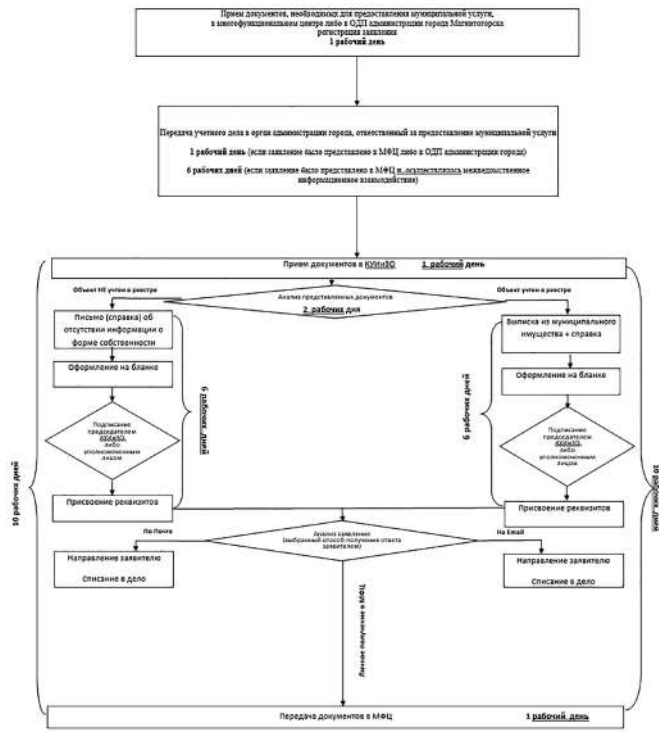 Прием документов, необходимых для предоставления муниципальной услуги,
в многофункциональном центре либо в ОДП администрации города Магнитогорска
регистрация заявления
1 рабочий день
Передача учетного дела в орган администрации города, ответственный за предоставление муниципальной услуги
1 рабочий день (если заявление было представлено в МФЦ либо в ОДП администрации города)
6 рабочих дней (если заявление было представлено в МФЦ и осуществлялось межведомственное
информационное взаимодействие)
Прием документов в КУИиЗО 1 рабочий день
Объект НЕ учтен в реестре
Объект учтен в реестре
Анализ представленных документов
2 рабочих дня
Письмо (справка) об
отсутствии информации о
форме собственности
Выписка из муниципального
имущества + справка
Оформление на бланке
Оформление на бланке
6 рабочих дней
6 рабочих дней
Подписание
председателем
КУИиЗО,
либо
уполномоченным
лицом
Подписание
председателем
КУИиЗО,
либо
уполномоченным
лицом
10 рабочих дней
10 рабочих дней
Присвоение реквизитов
Присвоение реквизитов
По Почте
Анализ заявления
(выбранный способ получения ответа
заявителем)
На Email
Направление заявителю
Списание в дело
Направление заявителю
Списание в дело
Личное получение в МФЦ
Передача документов в МФЦ 1 рабочий день